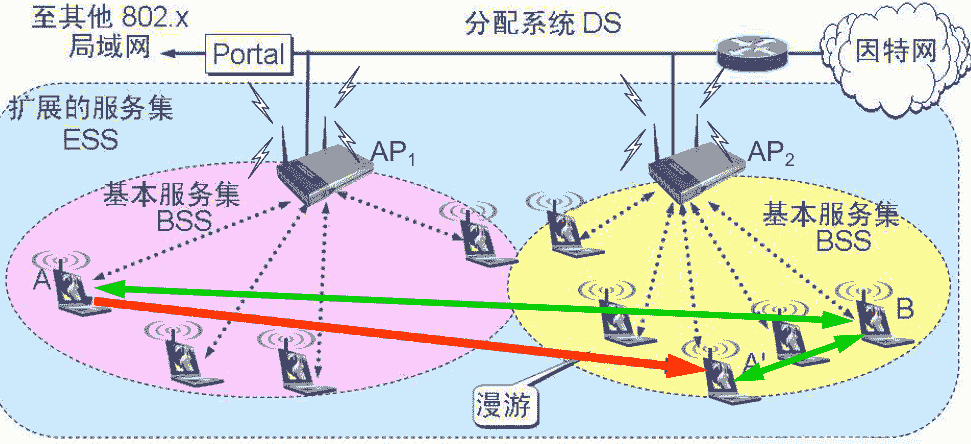 至其他 802.x
局域网
Portal
分配系统 DS
因特网
扩展的服务集
ESS
AP₁
AP₂
基本服务集
BSS
基本服务集
BSS
A
B
A'
漫游